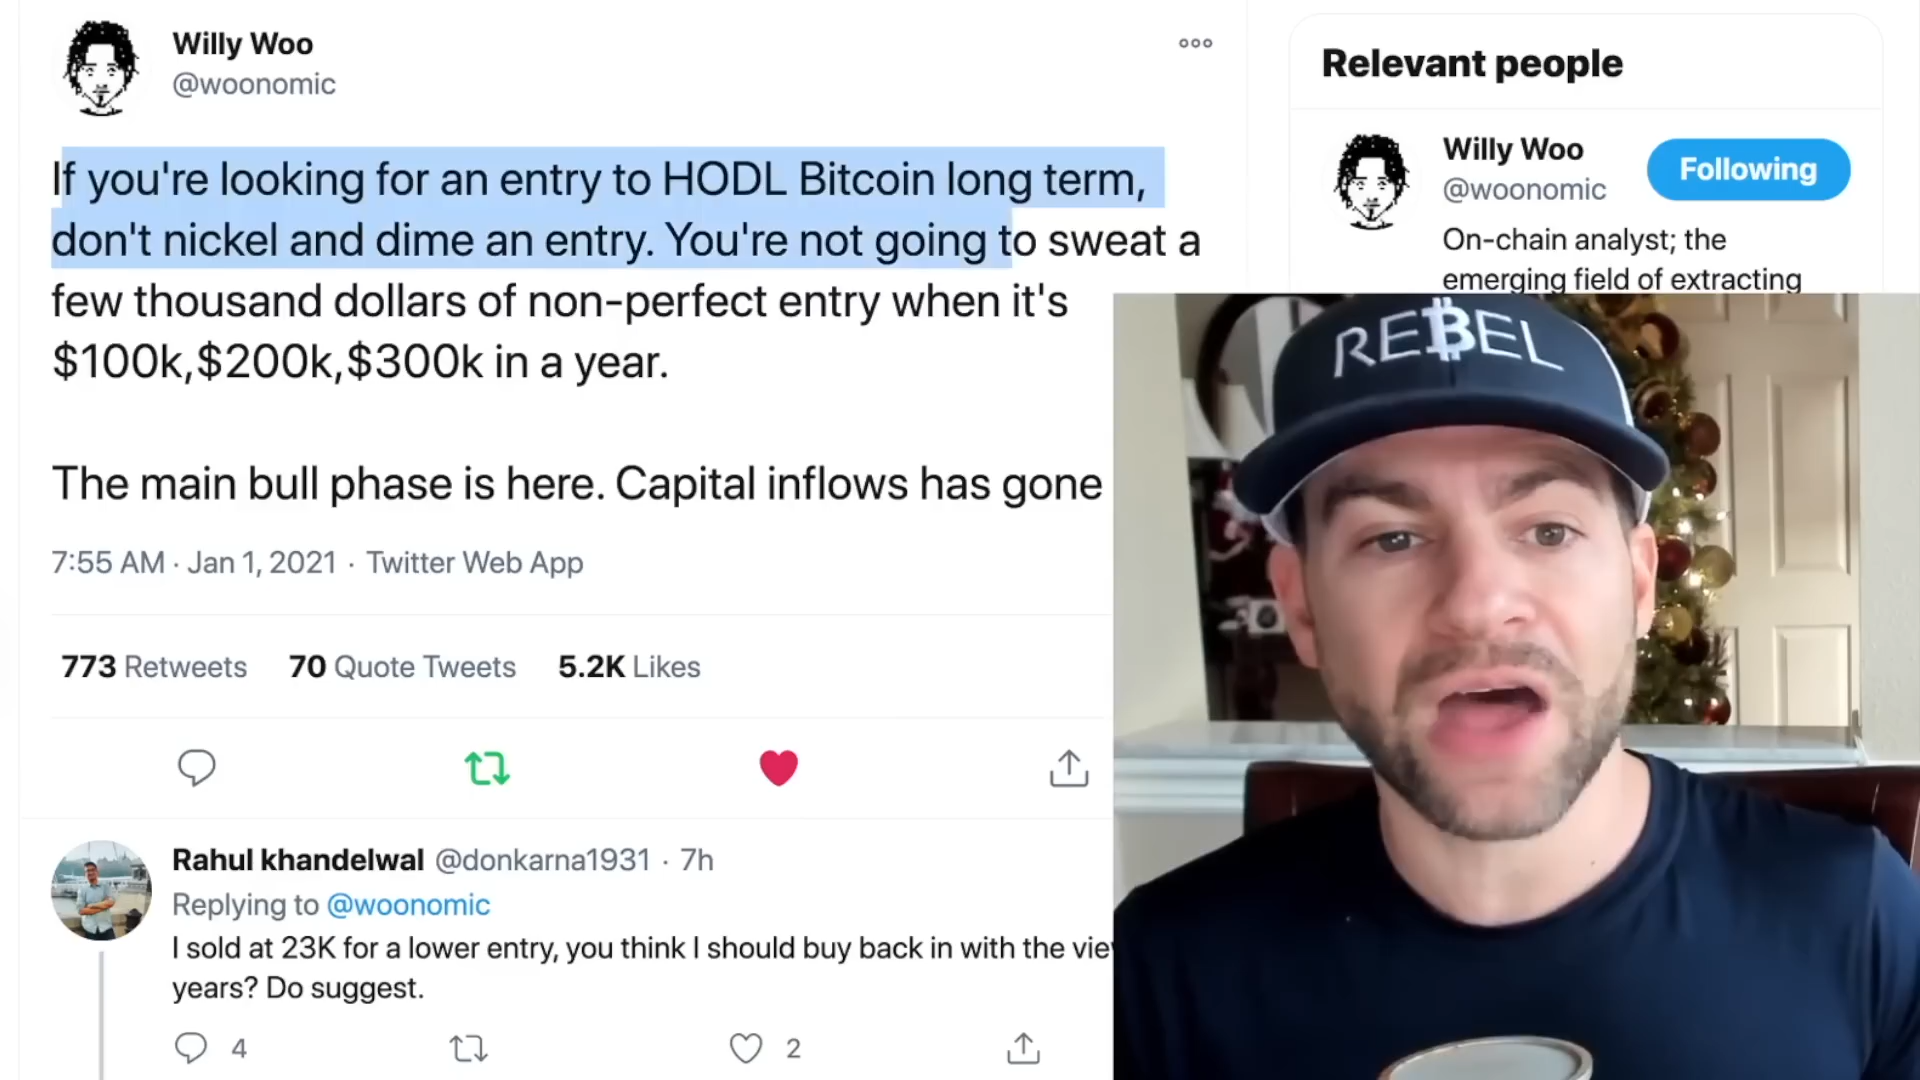 Willy Woo
@woonomic
If you're looking for an entry to HODL Bitcoin long term,
don't nickel and dime an entry. You're not going to sweat a
few thousand dollars of non-perfect entry when it's
$100k,$200k,$300k in a year.
The main bull phase is here. Capital inflows has gone
7:55 AM · Jan 1, 2021 · Twitter Web App
773 Retweets 70 Quote Tweets 5.2K Likes
Rahul khandelwal @donkarna1931 · 7h
Replying to @woonomic
I sold at 23K for a lower entry, you think I should buy back in with the
years? Do suggest.
4 2
Relevant people
Willy Woo
@woonomic
Following
On-chain analyst; the
emerging field of extracting
REBEL